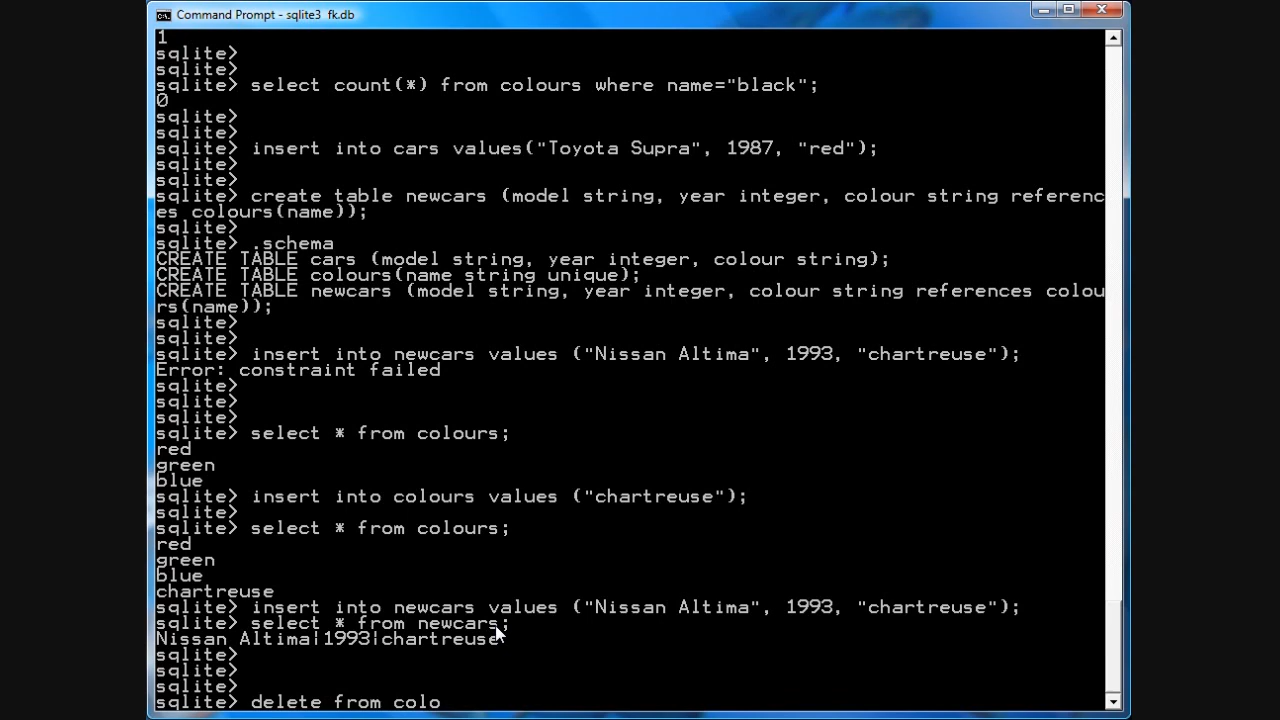 Command Prompt - sqlite3 fk.db
1
sqlite>
sqlite>
sqlite> select count(*) from colours where name="black";
0
sqlite>
sqlite>
sqlite> insert into cars values("Toyota Supra", 1987, "red");
sqlite>
sqlite>
sqlite> create table newcars (model string, year integer, colour string referenc
es colours(name));
sqlite>
sqlite> .schema
CREATE TABLE cars (model string, year integer, colour string);
CREATE TABLE colours(name string unique);
CREATE TABLE newcars (model string, year integer, colour string references colou
rs(name));
sqlite>
sqlite>
sqlite> insert into newcars values ("Nissan Altima", 1993, "chartreuse");
Error: constraint failed
sqlite>
sqlite>
sqlite>
sqlite> select * from colours;
red
green
blue
sqlite> insert into colours values ("chartreuse");
sqlite>
sqlite> select * from colours;
red
green
blue
chartreuse
sqlite> insert into newcars values ("Nissan Altima", 1993, "chartreuse");
sqlite> select * from newcars;
Nissan Altima|1993|chartreuse
sqlite>
sqlite>
sqlite>
sqlite> delete from colo